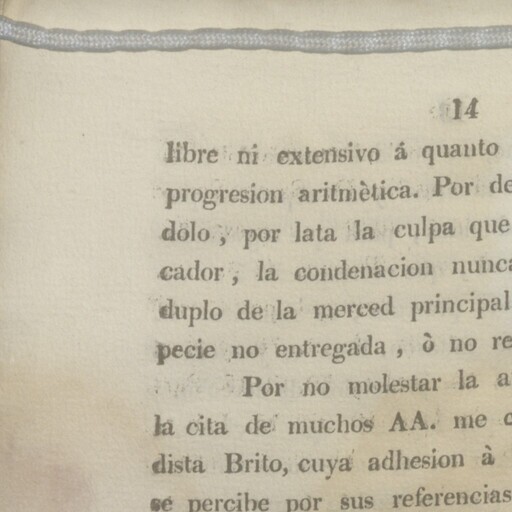 14
libre ni extensivo á quanto
progresion aritmètica. Por de
dolo, por lata la culpa que
cador, la condenacion nunca
duplo de la merced principal
pecie no entregada, ò no re
Por no molestar la a
la cita de muchos AA. me c
dista Brito, cuya adhesion à
se percibe por sus referencias